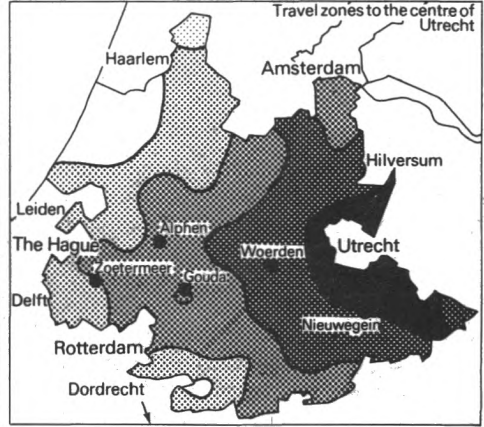 Travel zones to the centre of
Utrecht
Haarlem
Amsterdam
Hilversum
Leiden
Alphen
The Hague
Woerden
Utrecht
Zoetermeer
Gouda
Delft
Nieuwegein
Rotterdam
Dordrecht